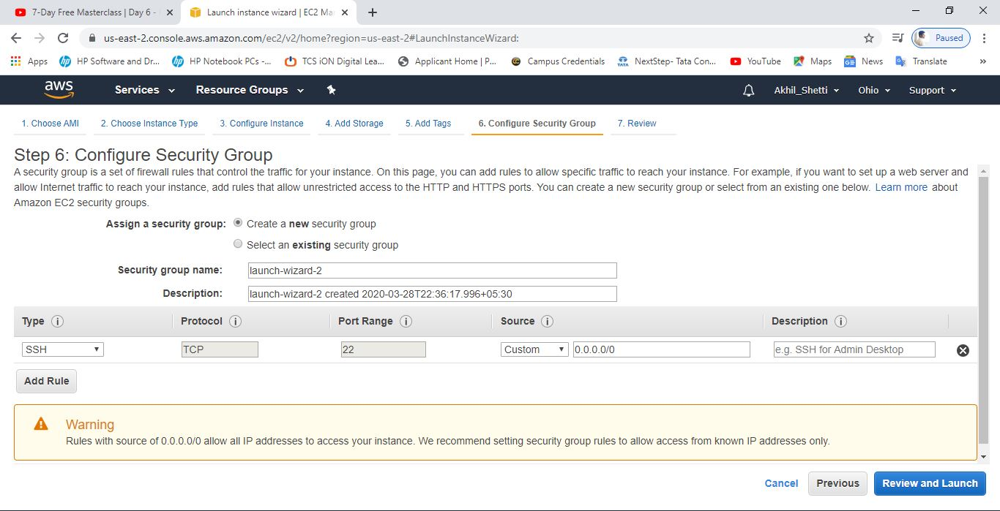 7-Day Free Masterclass | Day 6 -
Launch instance wizard | EC2 Ma
us-east-2.console.aws.amazon.com/ec2/v2/home?region=us-east-2#LaunchInstanceWizard:
Paused
Apps HP Software and Dr... HP Notebook PCs -... TCS iON Digital Lea... Applicant Home | P... Campus Credentials NextStep- Tata Con... YouTube Maps News Translate »
aws Services Resource Groups Akhil_Shetti Ohio Support
1. Choose AMI 2. Choose Instance Type 3. Configure Instance 4. Add Storage 5. Add Tags 6. Configure Security Group 7. Review
Step 6: Configure Security Group
A security group is a set of firewall rules that control the traffic for your instance. On this page, you can add rules to allow specific traffic to reach your instance. For example, if you want to set up a web server and
allow Internet traffic to reach your instance, add rules that allow unrestricted access to the HTTP and HTTPS ports. You can create a new security group or select from an existing one below. Learn more about
Amazon EC2 security groups.
Assign a security group: Create a new security group
Select an existing security group
Security group name: launch-wizard-2
Description: launch-wizard-2 created 2020-03-28T22:36:17.996+05:30
Type i Protocol i Port Range i Source i Description i
SSH TCP 22 Custom 0.0.0.0/0 e.g. SSH for Admin Desktop
Add Rule
Warning
Rules with source of 0.0.0.0/0 allow all IP addresses to access your instance. We recommend setting security group rules to allow access from known IP addresses only.
Cancel Previous Review and Launch